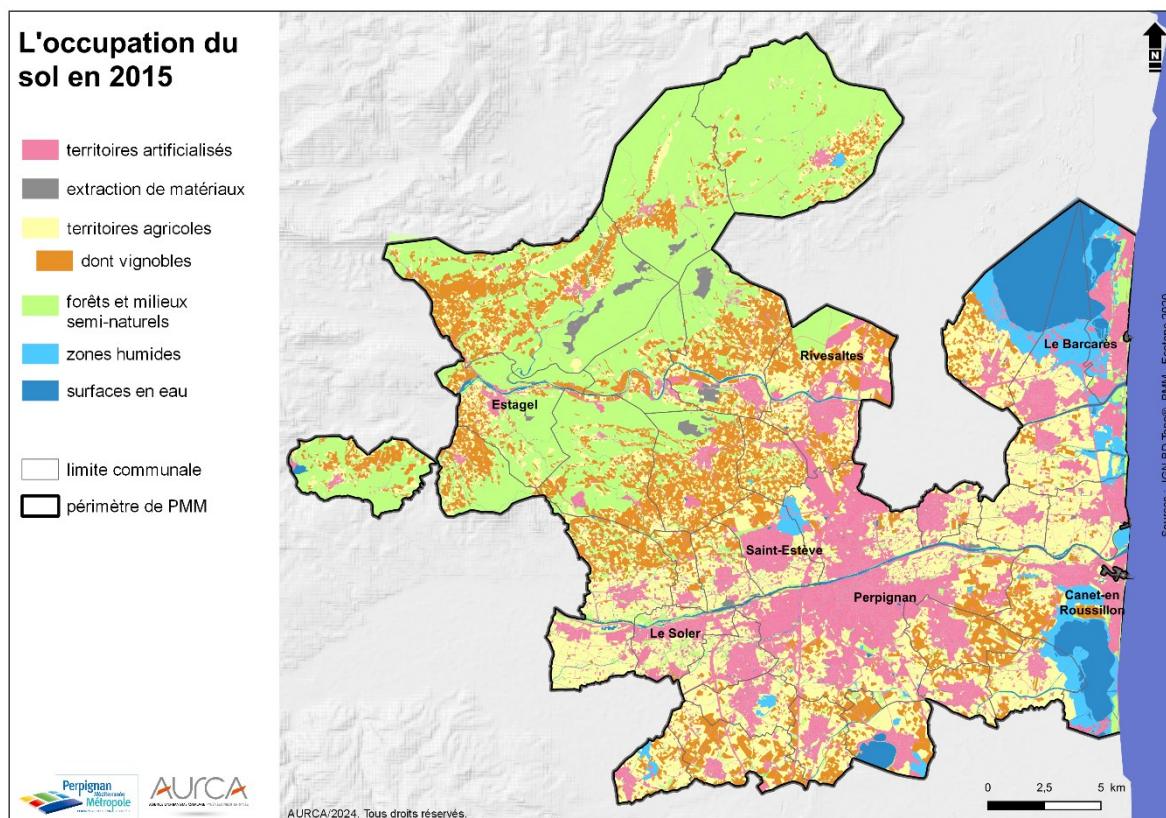 L'occupation du
sol en 2015
territoires artificialisés
extraction de matériaux
territoires agricoles
dont vignobles
forêts et milieux
semi-naturels
zones humides
surfaces en eau
limite communale
périmètre de PMM
Perpignan
Méditerranée
Métropole
AURCA
N
Le Barcarès
Rivesaltes
Estagel
Saint-Estève
Perpignan
Canet-en
Roussillon
Le Soler
0 2,5 5 km
AURCA/2024. Tous droits réservés.